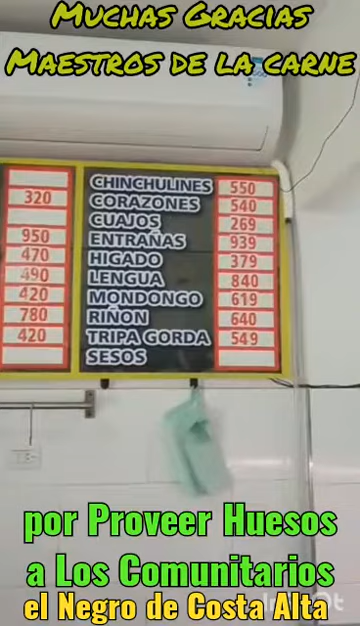 Muchas Gracias
Maestros de la carne
CHINCHULINES 550
320 CORAZONES 540
CUAJOS 269
950 ENTRAÑAS 939
470 HIGADO 379
490 LENGUA 840
420 MONDONGO 619
780 RIÑON 640
420 TRIPA GORDA 549
SESOS
por Proveer Huesos
a Los Comunitarios
el Negro de Costa Alta